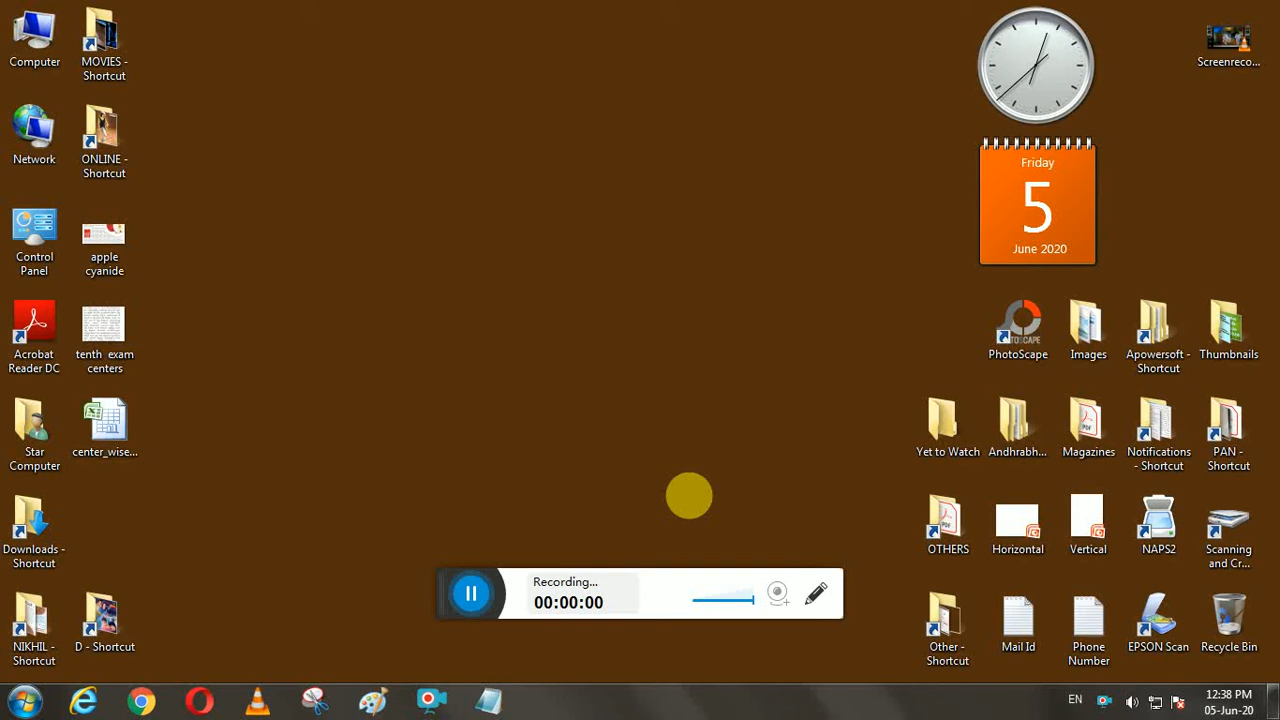 Computer
MOVIES -
Shortcut
Screenreco...
Network
ONLINE -
Shortcut
Friday
5
June 2020
Control
Panel
apple
cyanide
Acrobat
Reader DC
tenth exam
centers
PhotoScape
Images
Apowersoft -
Shortcut
Thumbnails
Star
Computer
center_wise...
Yet to Watch
Andhrabh...
Magazines
Notifications
- Shortcut
PAN -
Shortcut
Downloads -
Shortcut
OTHERS
Horizontal
Vertical
NAPS2
Scanning
and Cr...
Recording...
00:00:00
NIKHIL -
Shortcut
D - Shortcut
Other -
Shortcut
Mail Id
Phone
Number
EPSON Scan
Recycle Bin
EN
12:38 PM
05-Jun-20